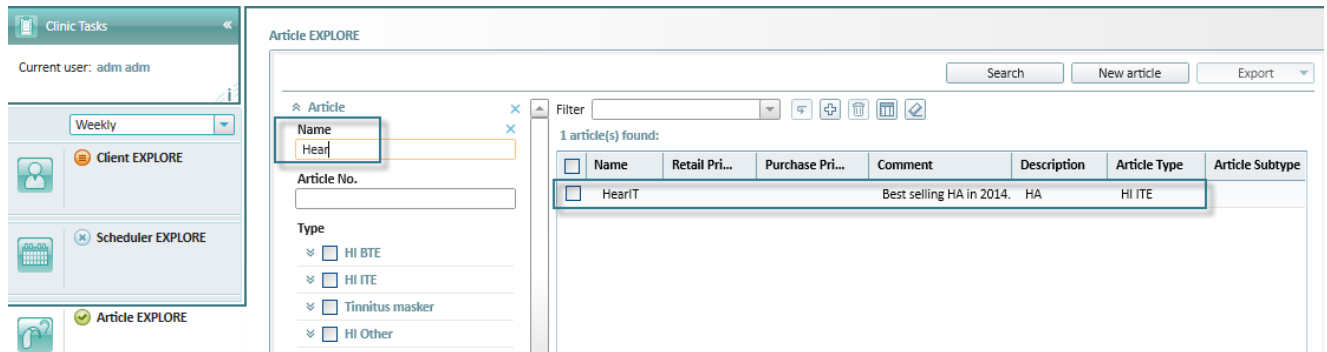 Clinic Tasks «
Current user: adm adm
i
Weekly
Client EXPLORE
Scheduler EXPLORE
Article EXPLORE
Article EXPLORE
Search New article Export
Article
Name
Hear
Article No.
Type
HI BTE
HI ITE
Tinnitus masker
HI Other
Filter
1 article(s) found:
Name Retail Pri... Purchase Pri... Comment Description Article Type Article Subtype
HearIT Best selling HA in 2014. HA HI ITE